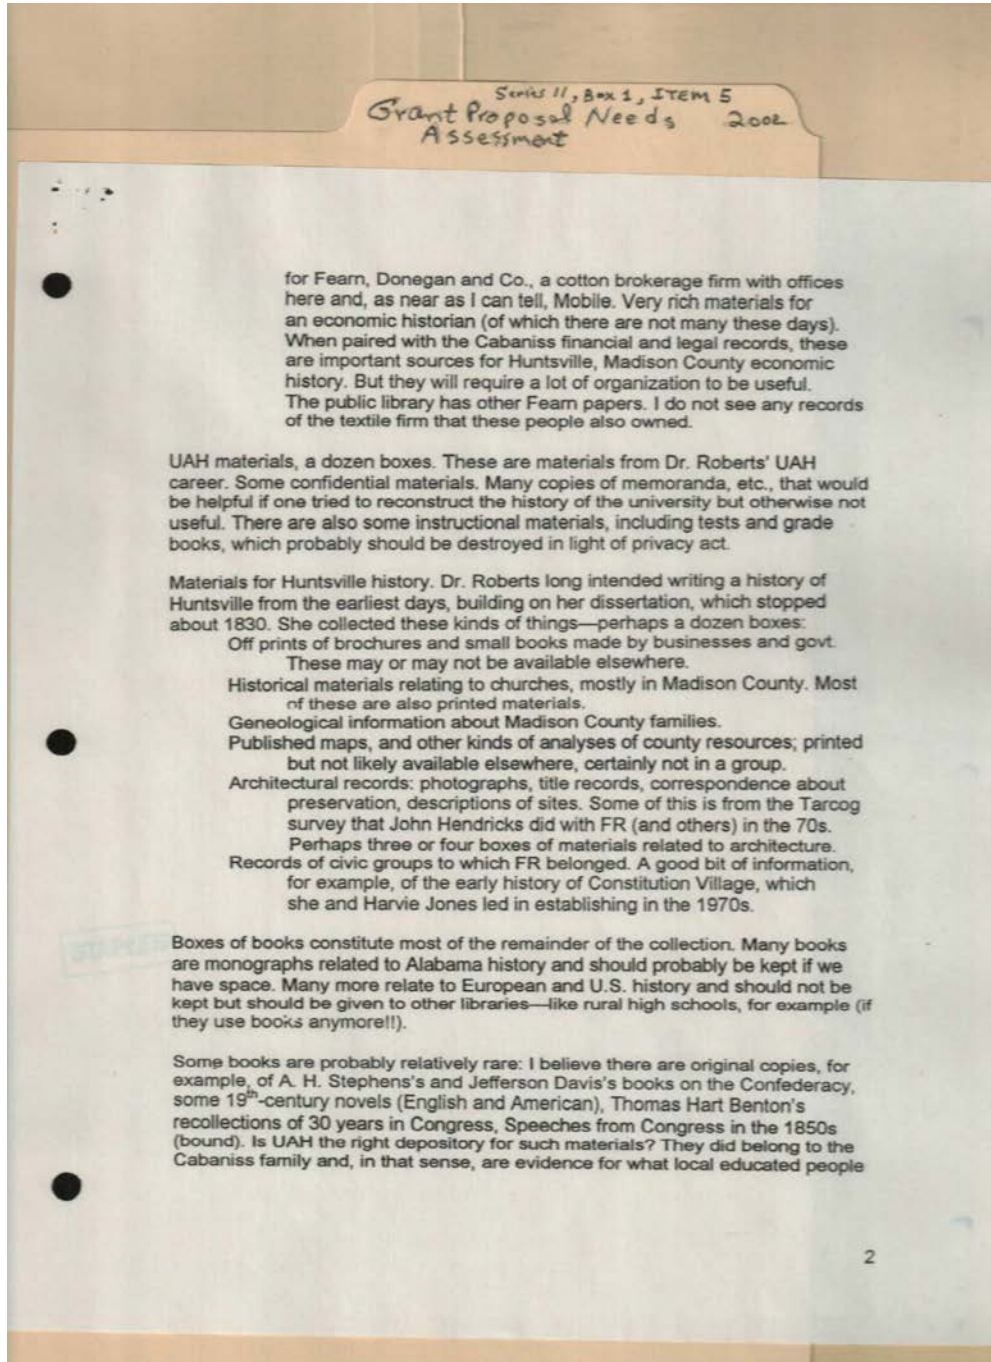 Series 11, Box 1, ITEM 5
Grant Proposal Needs 2002
Assessment
for Fearn, Donegan and Co., a cotton brokerage firm with offices
here and, as near as I can tell, Mobile. Very rich materials for
an economic historian (of which there are not many these days).
When paired with the Cabaniss financial and legal records, these
are important sources for Huntsville, Madison County economic
history. But they will require a lot of organization to be useful.
The public library has other Fearn papers. I do not see any records
of the textile firm that these people also owned.
UAH materials, a dozen boxes. These are materials from Dr. Roberts' UAH
career. Some confidential materials. Many copies of memoranda, etc., that would
be helpful if one tried to reconstruct the history of the university but otherwise not
useful. There are also some instructional materials, including tests and grade
books, which probably should be destroyed in light of privacy act.
Materials for Huntsville history. Dr. Roberts long intended writing a history of
Huntsville from the earliest days, building on her dissertation, which stopped
about 1830. She collected these kinds of things—perhaps a dozen boxes:
Off prints of brochures and small books made by businesses and govt.
These may or may not be available elsewhere.
Historical materials relating to churches, mostly in Madison County. Most
of these are also printed materials.
Geneological information about Madison County families.
Published maps, and other kinds of analyses of county resources; printed
but not likely available elsewhere, certainly not in a group.
Architectural records: photographs, title records, correspondence about
preservation, descriptions of sites. Some of this is from the Tarcog
survey that John Hendricks did with FR (and others) in the 70s.
Perhaps three or four boxes of materials related to architecture.
Records of civic groups to which FR belonged. A good bit of information,
for example, of the early history of Constitution Village, which
she and Harvie Jones led in establishing in the 1970s.
Boxes of books constitute most of the remainder of the collection. Many books
are monographs related to Alabama history and should probably be kept if we
have space. Many more relate to European and U.S. history and should not be
kept but should be given to other libraries—like rural high schools, for example (if
they use books anymore!!).
Some books are probably relatively rare: I believe there are original copies, for
example, of A. H. Stephens's and Jefferson Davis's books on the Confederacy,
some 19th-century novels (English and American), Thomas Hart Benton's
recollections of 30 years in Congress, Speeches from Congress in the 1850s
(bound). Is UAH the right depository for such materials? They did belong to the
Cabaniss family and, in that sense, are evidence for what local educated people
2